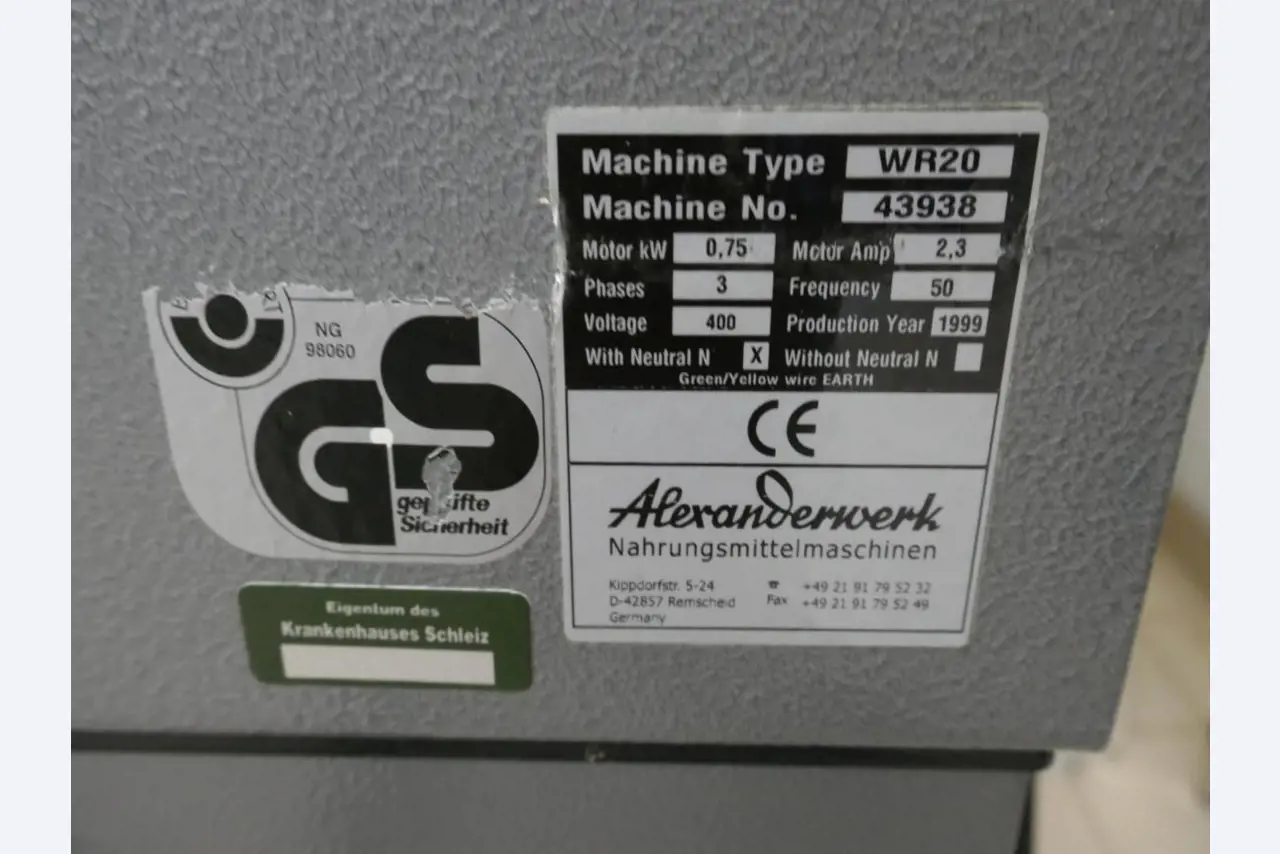 Machine Type WR20
Machine No. 43938
Motor kW 0,75 Motor Amp 2,3
Phases 3 Frequency 50
Voltage 400 Production Year 1999
With Neutral N X Without Neutral N
Green/Yellow wire EARTH
CE
Alexanderwerk
Nahrungsmittelmaschinen
Kippdorfstr. 5-24 ☎ +49 21 91 79 52 32
D-42857 Remscheid Fax +49 21 91 79 52 49
Germany
NG
98060
GS
geprüfte
Sicherheit
Eigentum des
Krankenhauses Schleiz